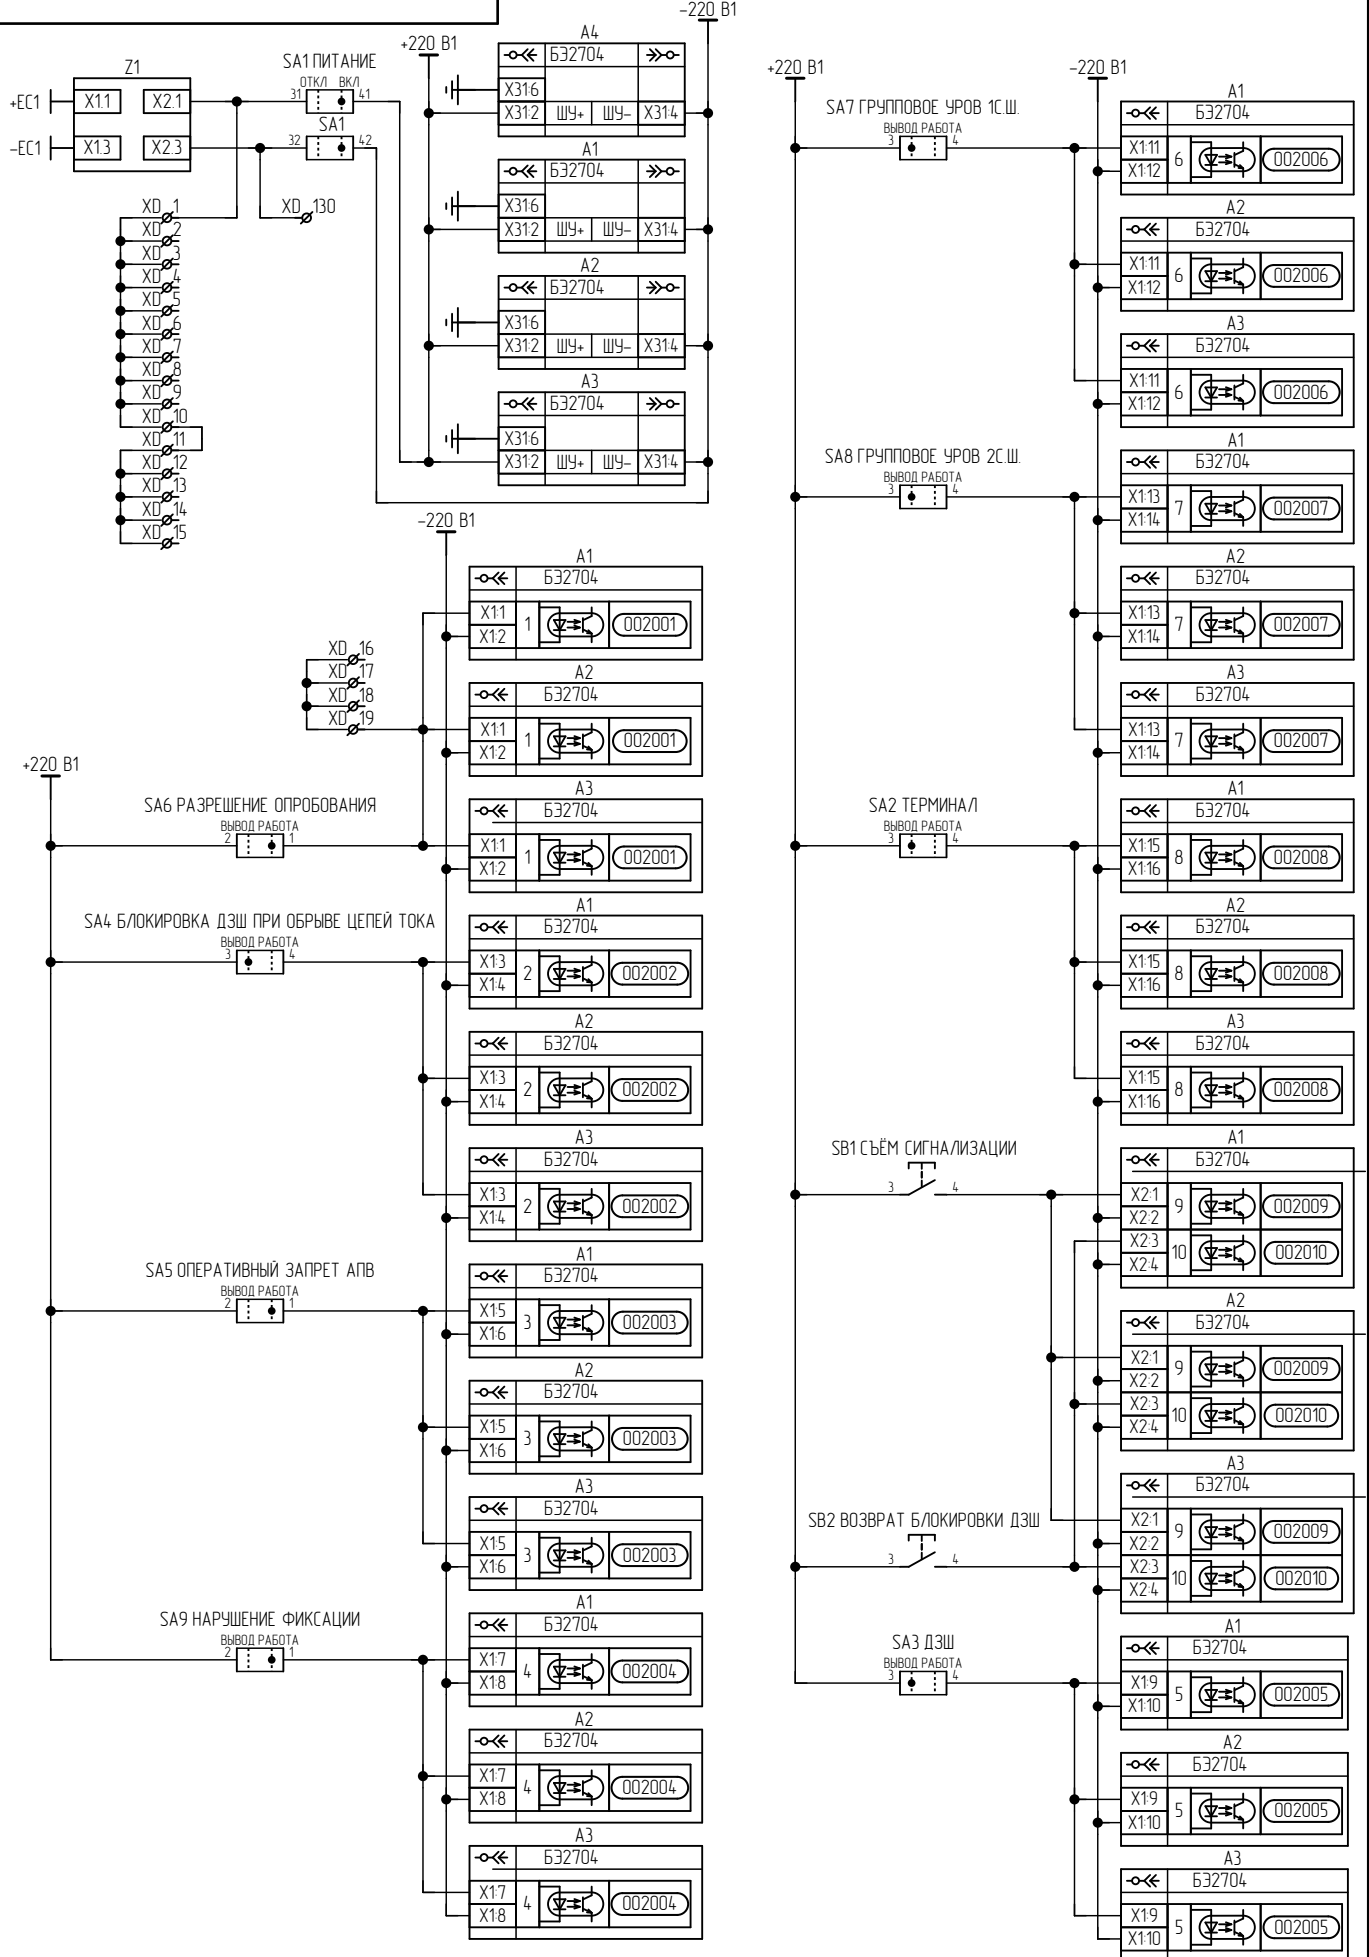 Z1
+EC1
X1.1
X2.1
-EC1
X1.3
X2.3
SA1 ПИТАНИЕ
ОТКЛ ВКЛ
31 41
SA1
32 42
XD 1
XD 2
XD 3
XD 4
XD 5
XD 6
XD 7
XD 8
XD 9
XD 10
XD 11
XD 12
XD 13
XD 14
XD 15
XD 130
+220 В1
-220 В1
A4
БЭ2704
X31:6
X31:2 ШУ+ ШУ- X31:4
A1
БЭ2704
X31:6
X31:2 ШУ+ ШУ- X31:4
A2
БЭ2704
X31:6
X31:2 ШУ+ ШУ- X31:4
A3
БЭ2704
X31:6
X31:2 ШУ+ ШУ- X31:4
-220 В1
XD 16
XD 17
XD 18
XD 19
+220 В1
A1
БЭ2704
X1:1
X1:2
1
002001
A2
БЭ2704
X1:1
X1:2
1
002001
SA6 РАЗРЕШЕНИЕ ОПРОБОВАНИЯ
ВЫВОД РАБОТА
2 1
A3
БЭ2704
X1:1
X1:2
1
002001
SA4 БЛОКИРОВКА ДЗШ ПРИ ОБРЫВЕ ЦЕПЕЙ ТОКА
ВЫВОД РАБОТА
3 4
A1
БЭ2704
X1:3
X1:4
2
002002
A2
БЭ2704
X1:3
X1:4
2
002002
A3
БЭ2704
X1:3
X1:4
2
002002
SA5 ОПЕРАТИВНЫЙ ЗАПРЕТ АПВ
ВЫВОД РАБОТА
2 1
A1
БЭ2704
X1:5
X1:6
3
002003
A2
БЭ2704
X1:5
X1:6
3
002003
A3
БЭ2704
X1:5
X1:6
3
002003
SA9 НАРУШЕНИЕ ФИКСАЦИИ
ВЫВОД РАБОТА
2 1
A1
БЭ2704
X1:7
X1:8
4
002004
A2
БЭ2704
X1:7
X1:8
4
002004
A3
БЭ2704
X1:7
X1:8
4
002004
+220 В1
-220 В1
SA7 ГРУППОВОЕ УРОВ 1С.Ш.
ВЫВОД РАБОТА
3 4
A1
БЭ2704
X1:11
X1:12
6
002006
A2
БЭ2704
X1:11
X1:12
6
002006
A3
БЭ2704
X1:11
X1:12
6
002006
SA8 ГРУППОВОЕ УРОВ 2С.Ш.
ВЫВОД РАБОТА
3 4
A1
БЭ2704
X1:13
X1:14
7
002007
A2
БЭ2704
X1:13
X1:14
7
002007
A3
БЭ2704
X1:13
X1:14
7
002007
SA2 ТЕРМИНАЛ
ВЫВОД РАБОТА
3 4
A1
БЭ2704
X1:15
X1:16
8
002008
A2
БЭ2704
X1:15
X1:16
8
002008
A3
БЭ2704
X1:15
X1:16
8
002008
SB1 СЪЁМ СИГНАЛИЗАЦИИ
3 4
A1
БЭ2704
X2:1
X2:2
9
002009
X2:3
X2:4
10
002010
A2
БЭ2704
X2:1
X2:2
9
002009
X2:3
X2:4
10
002010
SB2 ВОЗВРАТ БЛОКИРОВКИ ДЗШ
3 4
A3
БЭ2704
X2:1
X2:2
9
002009
X2:3
X2:4
10
002010
SA3 ДЗШ
ВЫВОД РАБОТА
3 4
A1
БЭ2704
X1:9
X1:10
5
002005
A2
БЭ2704
X1:9
X1:10
5
002005
A3
БЭ2704
X1:9
X1:10
5
002005